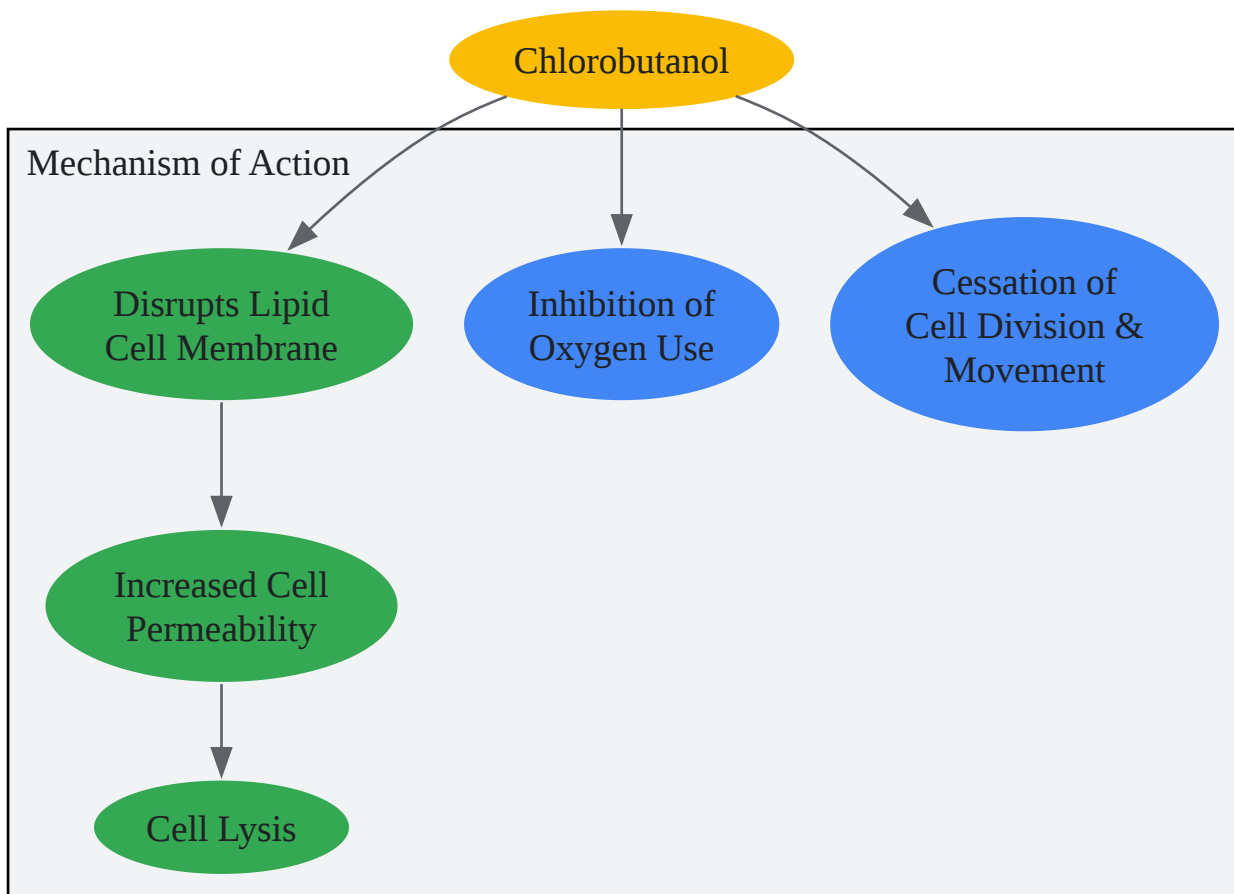 Chlorobutanol
Mechanism of Action
Disrupts Lipid
Cell Membrane
Inhibition of
Oxygen Use
Cessation of
Cell Division &
Movement
Increased Cell
Permeability
Cell Lysis